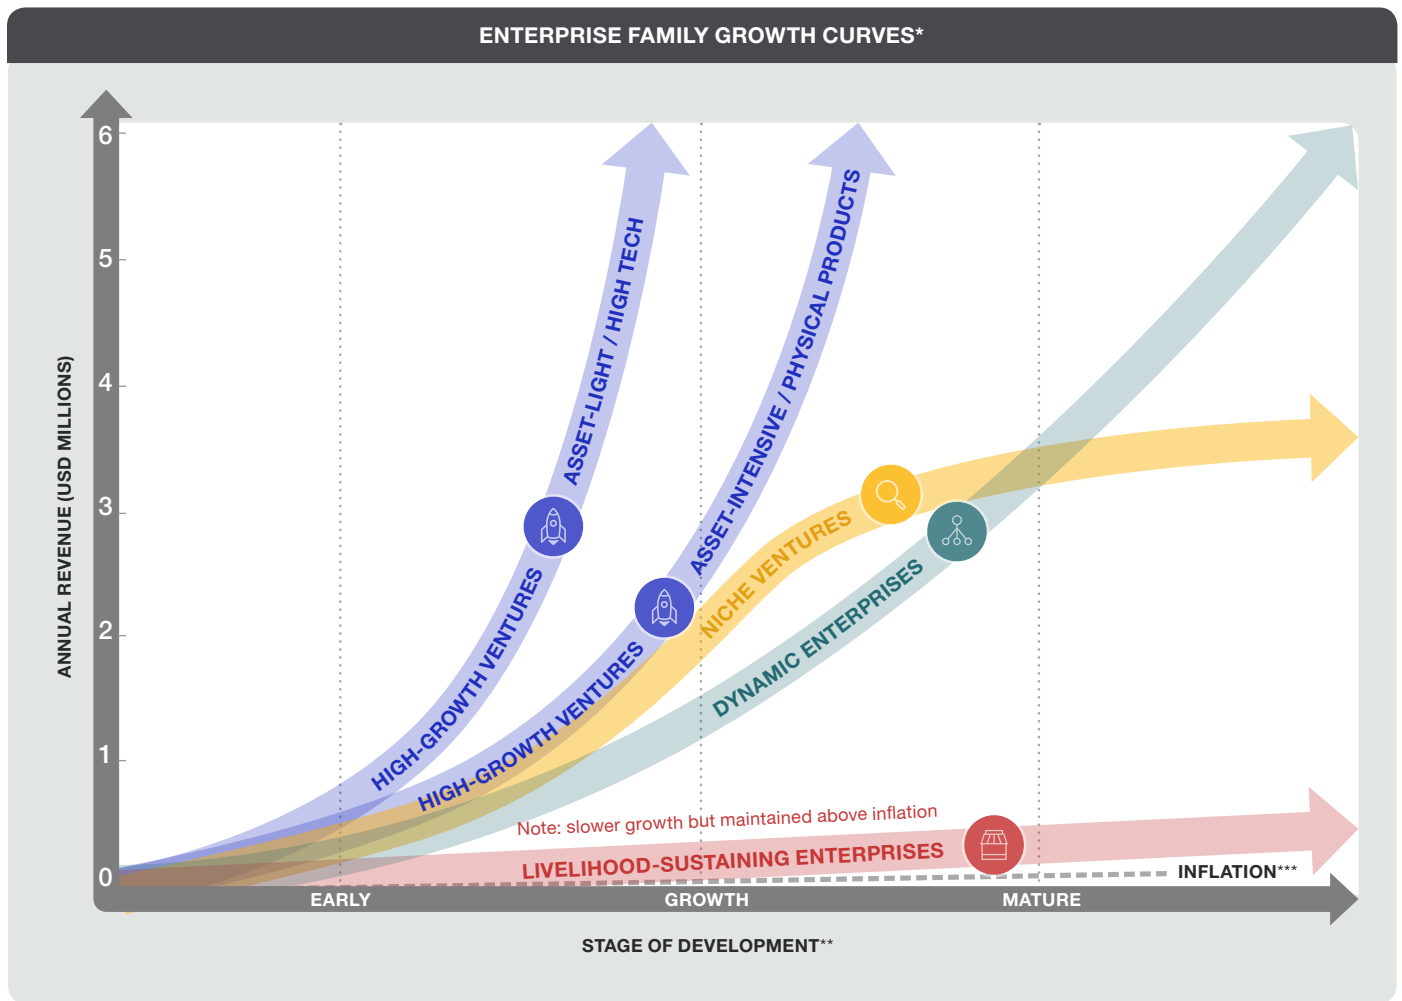 ENTERPRISE FAMILY GROWTH CURVES*
ANNUAL REVENUE (USD MILLIONS)
6
5
4
3
2
1
0
HIGH-GROWTH VENTURES
ASSET-LIGHT / HIGH TECH
HIGH-GROWTH VENTURES
ASSET-INTENSIVE / PHYSICAL PRODUCTS
NICHE VENTURES
DYNAMIC ENTERPRISES
Note: slower growth but maintained above inflation
LIVELIHOOD-SUSTAINING ENTERPRISES
INFLATION***
EARLY
GROWTH
MATURE
STAGE OF DEVELOPMENT**